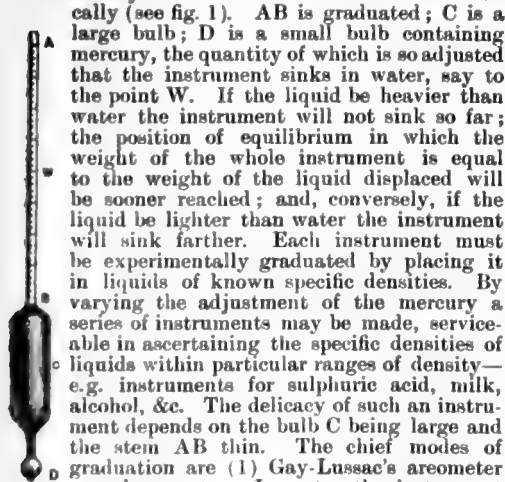 cally (see fig. 1). AB is graduated; C is a
large bulb; D is a small bulb containing
A
mercury, the quantity of which is so adjusted
that the instrument sinks in water, say to
the point W. If the liquid be heavier than
water the instrument will not sink so far;
the position of equilibrium in which the
W
weight of the whole instrument is equal
to the weight of the liquid displaced will
be sooner reached; and, conversely, if the
liquid be lighter than water the instrument
will sink farther. Each instrument must
be experimentally graduated by placing it
in liquids of known specific densities. By
B
varying the adjustment of the mercury a
series of instruments may be made, service-
able in ascertaining the specific densities of
C
liquids within particular ranges of density—
e.g. instruments for sulphuric acid, milk,
alcohol, &c. The delicacy of such an instru-
ment depends on the bulb C being large and
the stem AB thin. The chief modes of
D
graduation are (1) Gay-Lussac's areometer